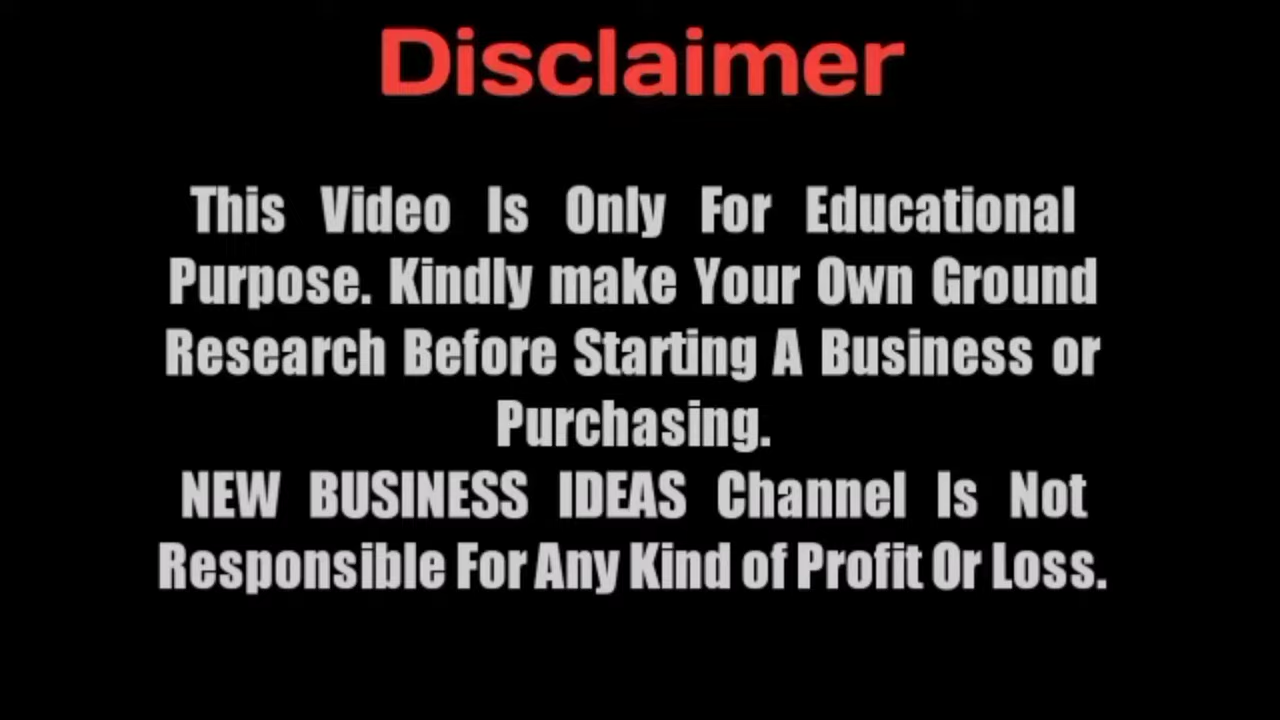 Disclaimer
This Video Is Only For Educational
Purpose. Kindly make Your Own Ground
Research Before Starting A Business or
Purchasing.
NEW BUSINESS IDEAS Channel Is Not
Responsible For Any Kind of Profit Or Loss.